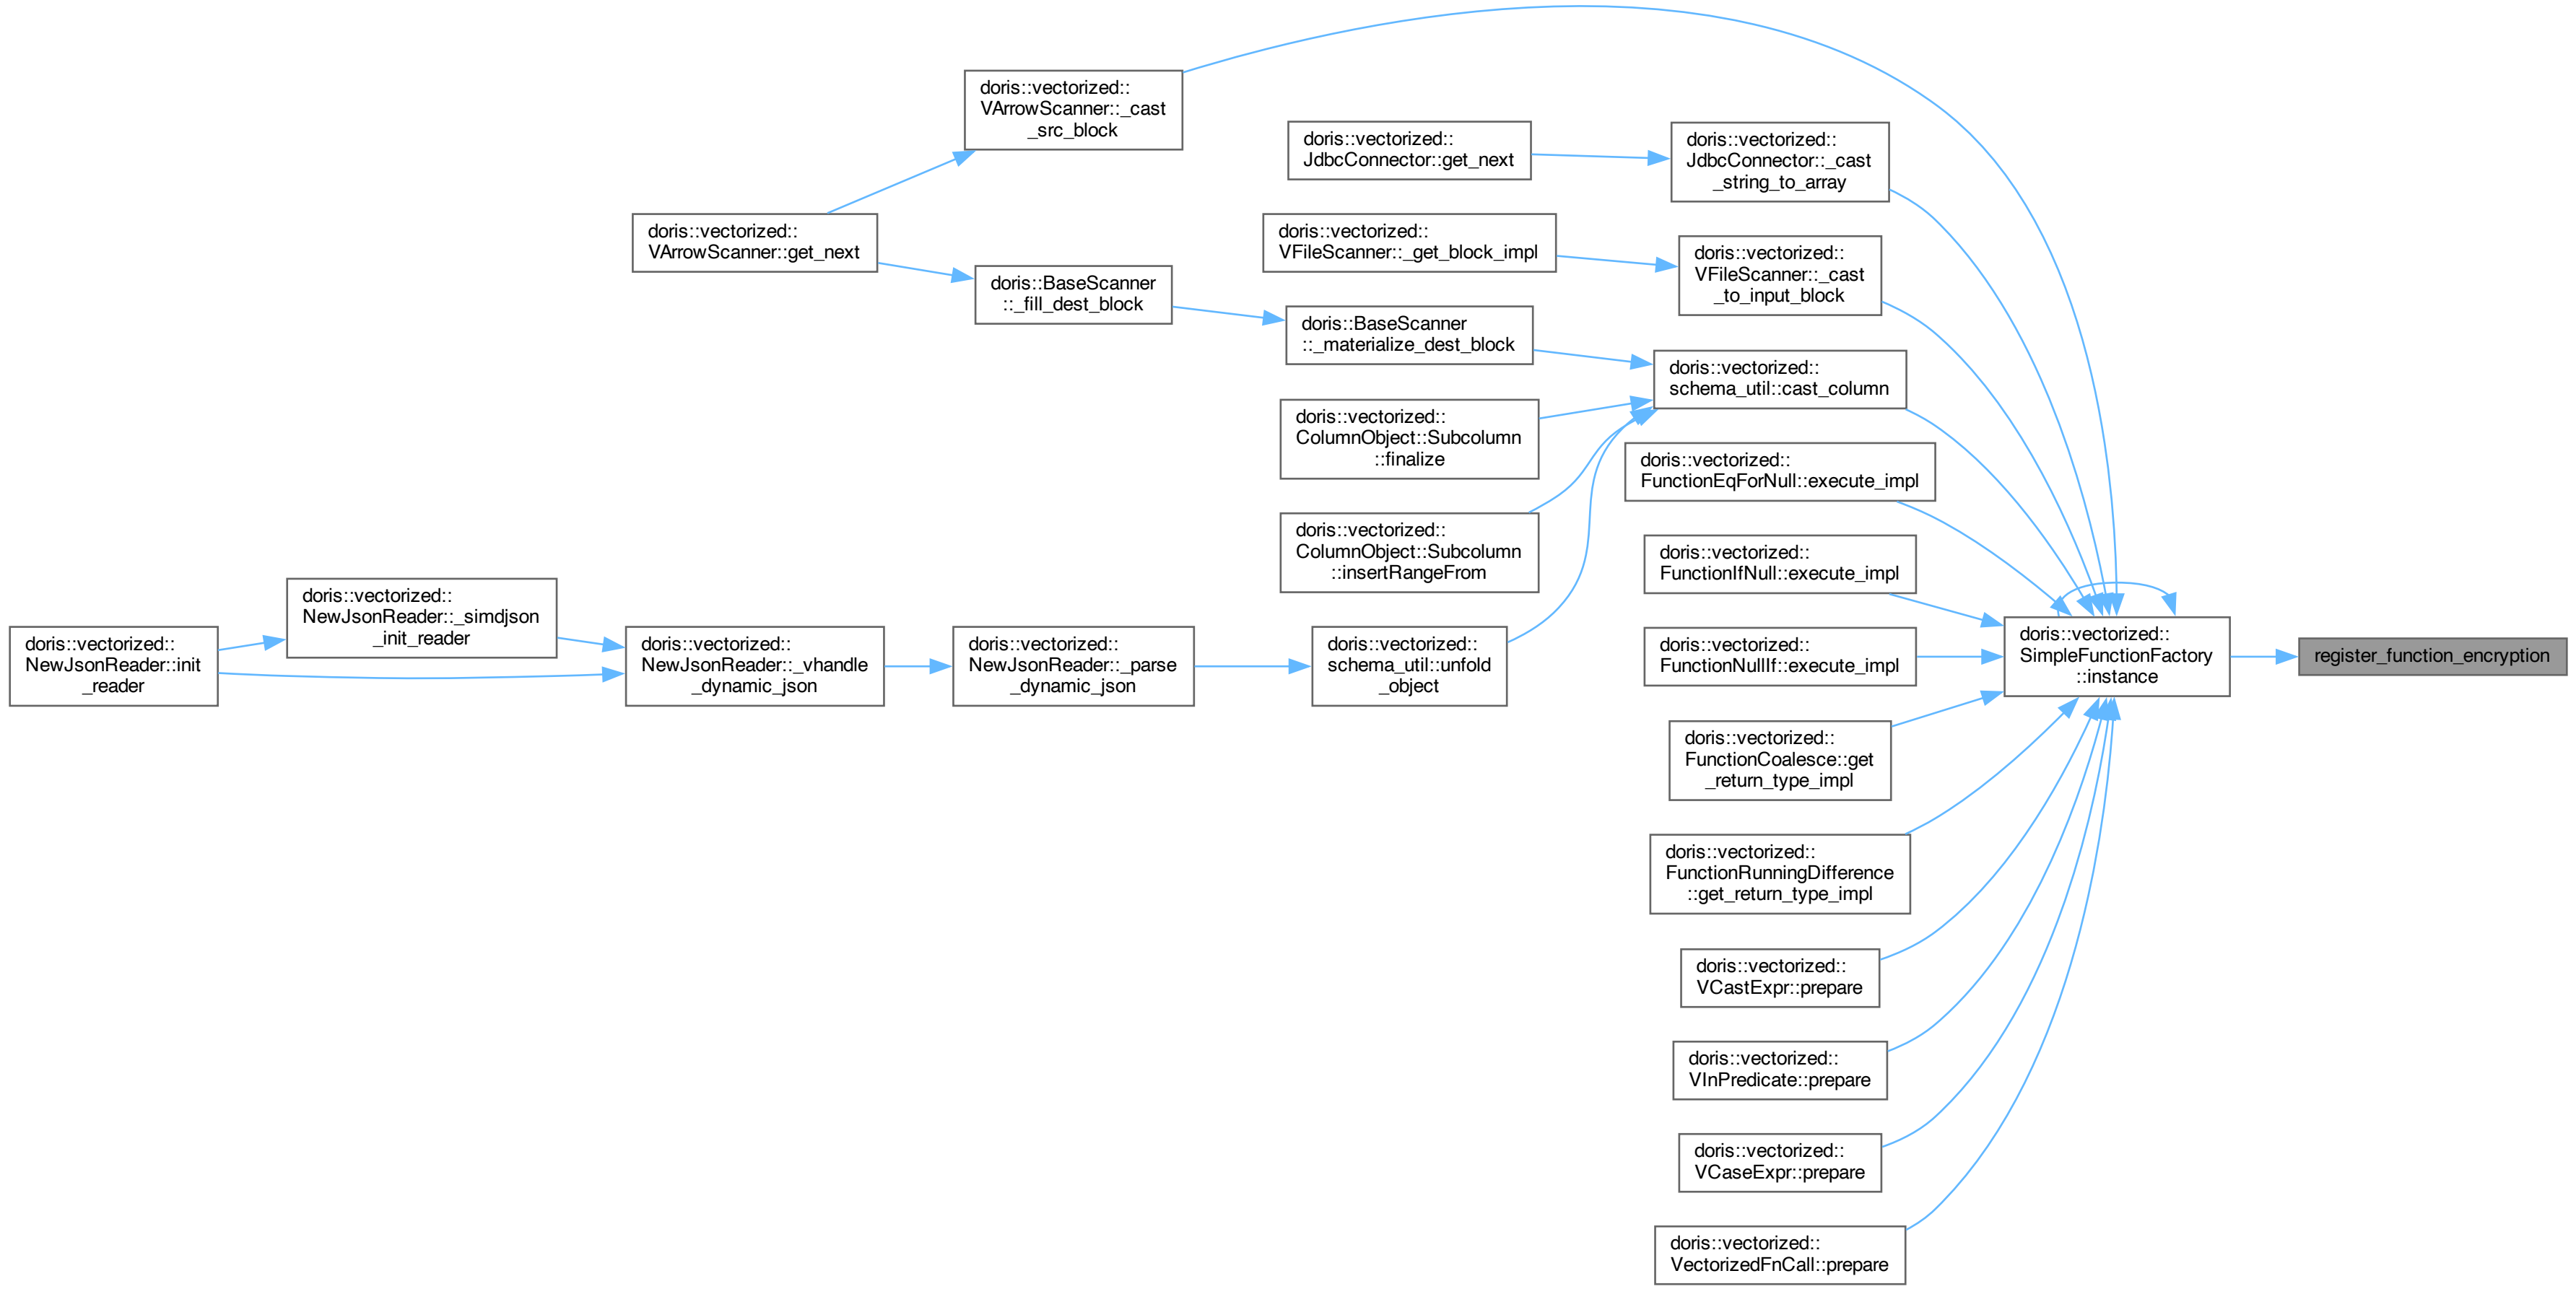 doris::vectorized::
VArrowScanner::_cast
_src_block
doris::vectorized::
JdbcConnector::get_next
doris::vectorized::
JdbcConnector::_cast
_string_to_array
doris::vectorized::
VArrowScanner::get_next
doris::vectorized::
VFileScanner::_get_block_impl
doris::vectorized::
VFileScanner::_cast
_to_input_block
doris::BaseScanner
::_fill_dest_block
doris::BaseScanner
::_materialize_dest_block
doris::vectorized::
schema_util::cast_column
doris::vectorized::
ColumnObject::Subcolumn
::finalize
doris::vectorized::
FunctionEqForNull::execute_impl
doris::vectorized::
ColumnObject::Subcolumn
::insertRangeFrom
doris::vectorized::
FunctionIfNull::execute_impl
doris::vectorized::
NewJsonReader::init
_reader
doris::vectorized::
NewJsonReader::_simdjson
_init_reader
doris::vectorized::
NewJsonReader::_vhandle
_dynamic_json
doris::vectorized::
NewJsonReader::_parse
_dynamic_json
doris::vectorized::
schema_util::unfold
_object
doris::vectorized::
FunctionNullIf::execute_impl
doris::vectorized::
SimpleFunctionFactory
::instance
register_function_encryption
doris::vectorized::
FunctionCoalesce::get
_return_type_impl
doris::vectorized::
FunctionRunningDifference
::get_return_type_impl
doris::vectorized::
VCastExpr::prepare
doris::vectorized::
VInPredicate::prepare
doris::vectorized::
VCaseExpr::prepare
doris::vectorized::
VectorizedFnCall::prepare